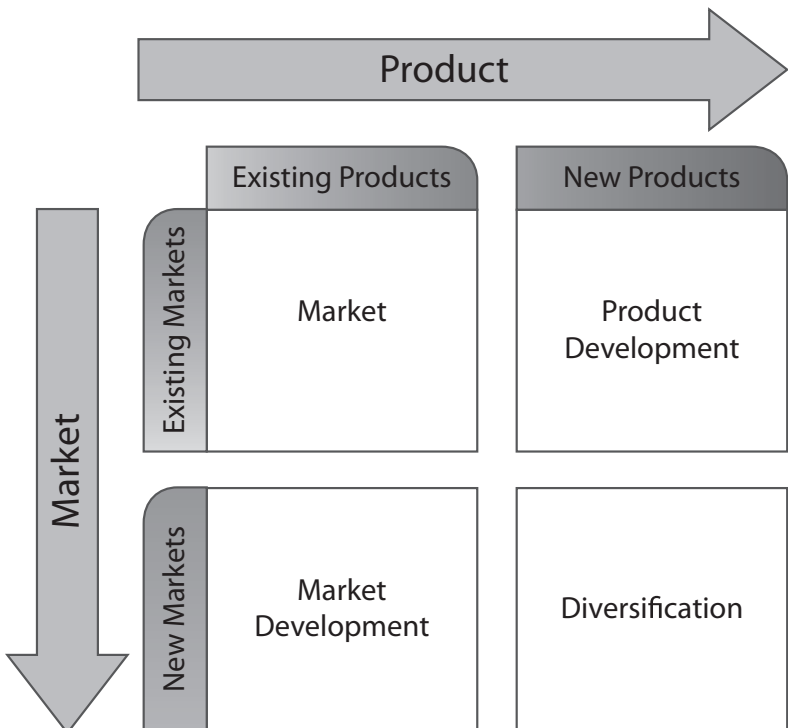 Product
Existing Products
New Products
Market
Existing Markets
Market
Product
Development
New Markets
Market
Development
Diversification